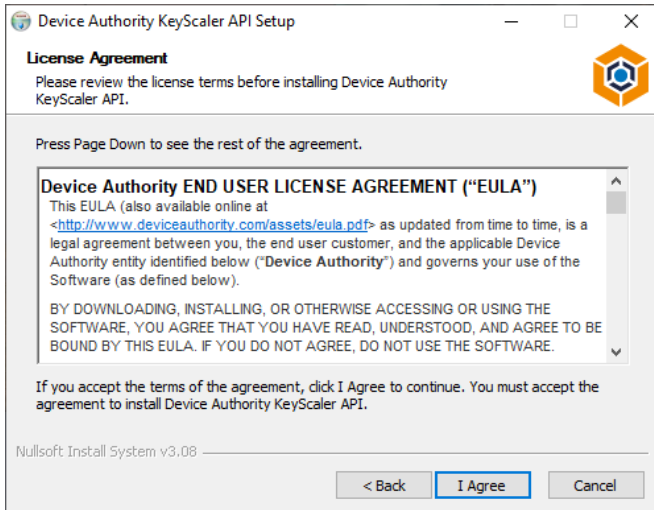 Device Authority KeyScaler API Setup
License Agreement
Please review the license terms before installing Device Authority
KeyScaler API.
Press Page Down to see the rest of the agreement.
Device Authority END USER LICENSE AGREEMENT (“EULA”)
This EULA (also available online at
<http://www.deviceauthority.com/assets/eula.pdf> as updated from time to time, is a
legal agreement between you, the end user customer, and the applicable Device
Authority entity identified below (“Device Authority”) and governs your use of the
Software (as defined below).
BY DOWNLOADING, INSTALLING, OR OTHERWISE ACCESSING OR USING THE
SOFTWARE, YOU AGREE THAT YOU HAVE READ, UNDERSTOOD, AND AGREE TO BE
BOUND BY THIS EULA. IF YOU DO NOT AGREE, DO NOT USE THE SOFTWARE.
If you accept the terms of the agreement, click I Agree to continue. You must accept the
agreement to install Device Authority KeyScaler API.
Nullsoft Install System v3.08
< Back I Agree Cancel